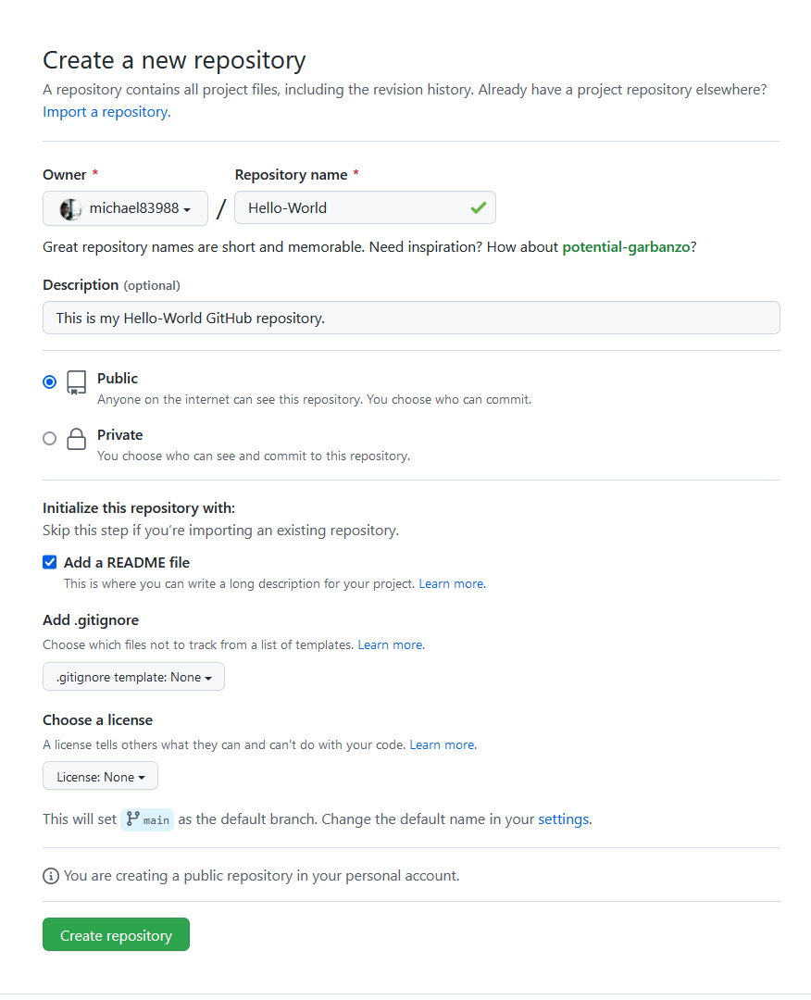 Create a new repository
A repository contains all project files, including the revision history. Already have a project repository elsewhere?
Import a repository.
Owner * Repository name *
michael83988 / Hello-World
Great repository names are short and memorable. Need inspiration? How about potential-garbanzo?
Description (optional)
This is my Hello-World GitHub repository.
Public
Anyone on the internet can see this repository. You choose who can commit.
Private
You choose who can see and commit to this repository.
Initialize this repository with:
Skip this step if you’re importing an existing repository.
Add a README file
This is where you can write a long description for your project. Learn more.
Add .gitignore
Choose which files not to track from a list of templates. Learn more.
.gitignore template: None
Choose a license
A license tells others what they can and can't do with your code. Learn more.
License: None
This will set main as the default branch. Change the default name in your settings.
You are creating a public repository in your personal account.
Create repository